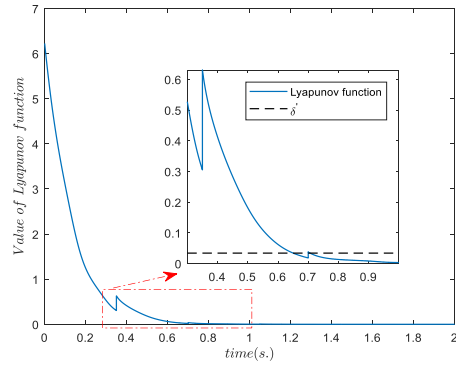 7
6
5
4
3
2
1
0
Value of Lyapunov function
0 0.2 0.4 0.6 0.8 1 1.2 1.4 1.6 1.8 2
time(s.)
0.6
0.5
0.4
0.3
0.2
0.1
0
0.4 0.5 0.6 0.7 0.8 0.9
Lyapunov function
δ'